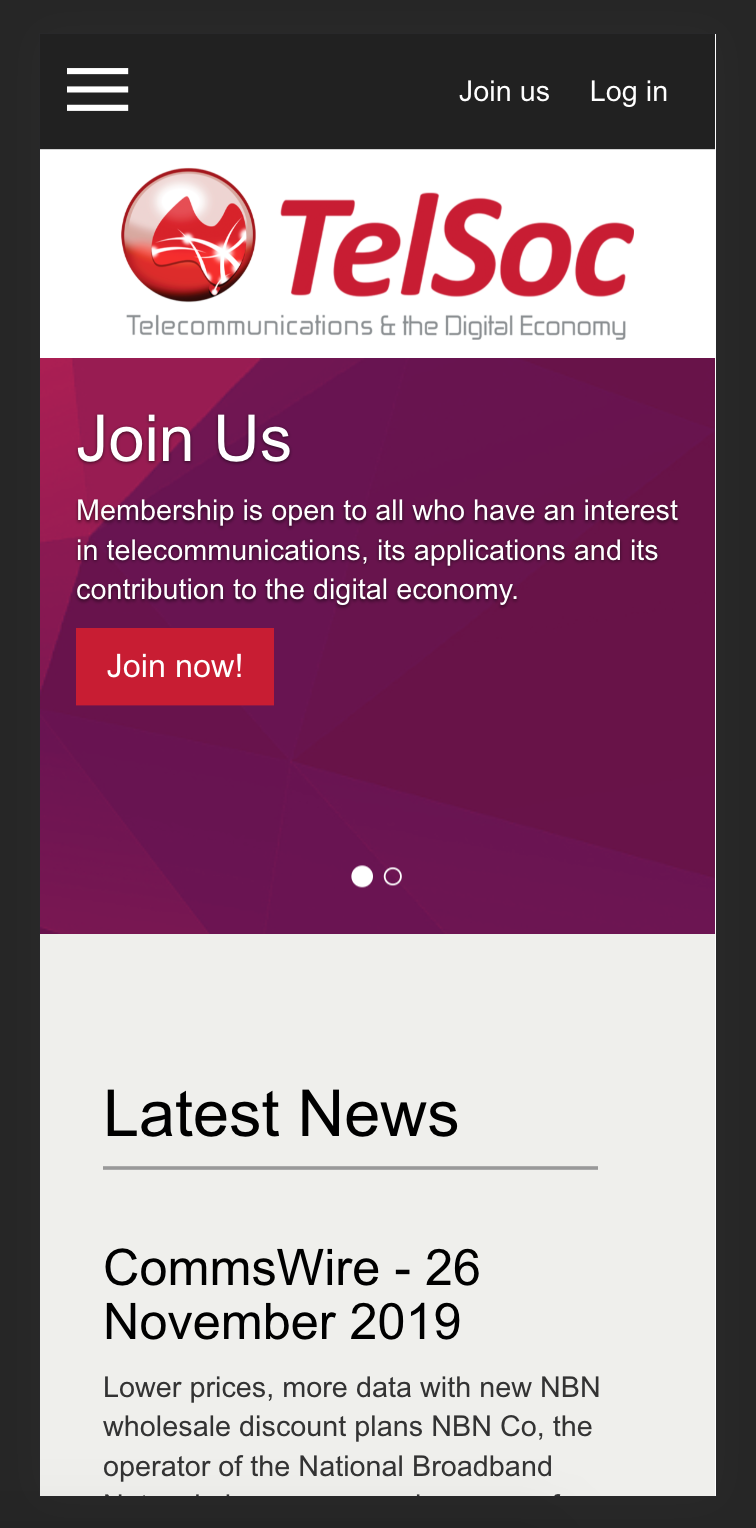 Join us Log in
TelSoc
Telecommunications & the Digital Economy
Join Us
Membership is open to all who have an interest
in telecommunications, its applications and its
contribution to the digital economy.
Join now!
Latest News
CommsWire - 26
November 2019
Lower prices, more data with new NBN
wholesale discount plans NBN Co, the
operator of the National Broadband